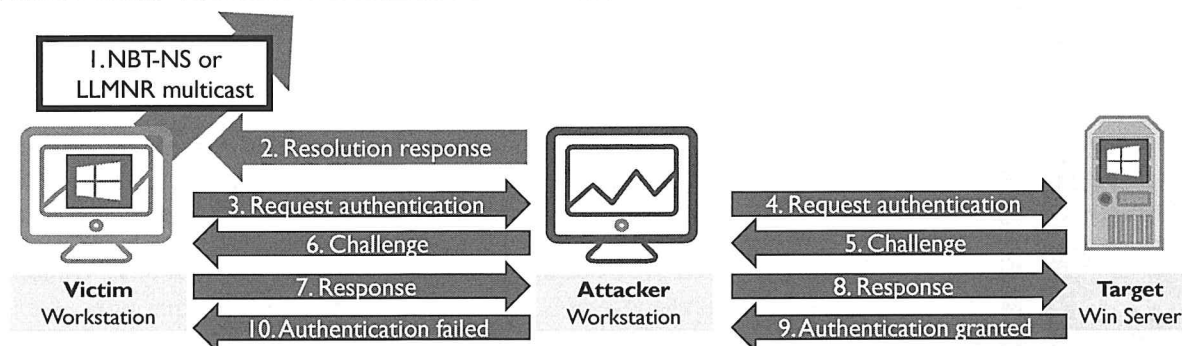 1.NBT-NS or
LLMNR multicast
2. Resolution response
3. Request authentication
4. Request authentication
6. Challenge
5. Challenge
7. Response
8. Response
10. Authentication failed
9. Authentication granted
Victim
Workstation
Attacker
Workstation
Target
Win Server